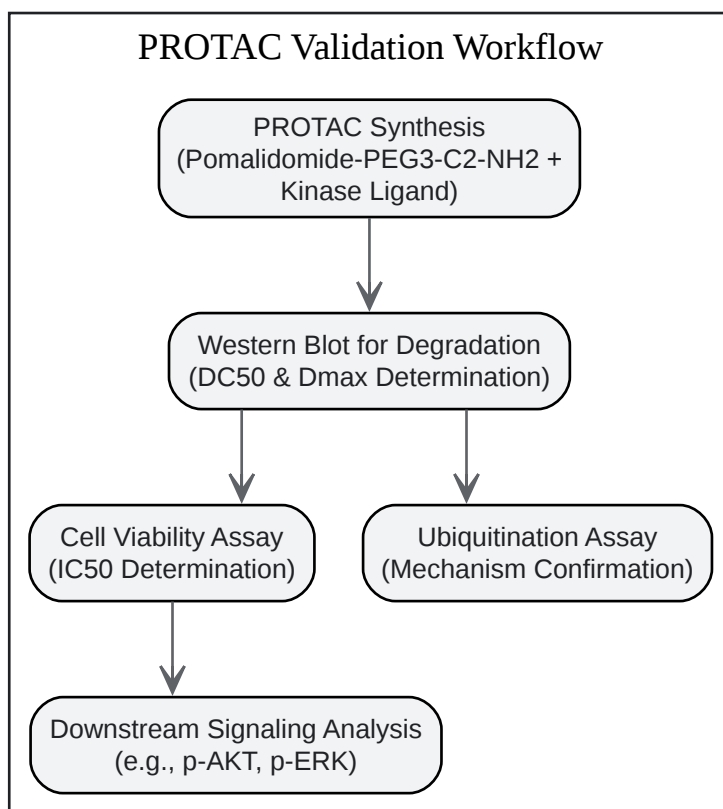 PROTAC Validation Workflow
PROTAC Synthesis
(Pomalidomide-PEG3-C2-NH2 +
Kinase Ligand)
Western Blot for Degradation
(DC50 & Dmax Determination)
Cell Viability Assay
(IC50 Determination)
Ubiquitination Assay
(Mechanism Confirmation)
Downstream Signaling Analysis
(e.g., p-AKT, p-ERK)